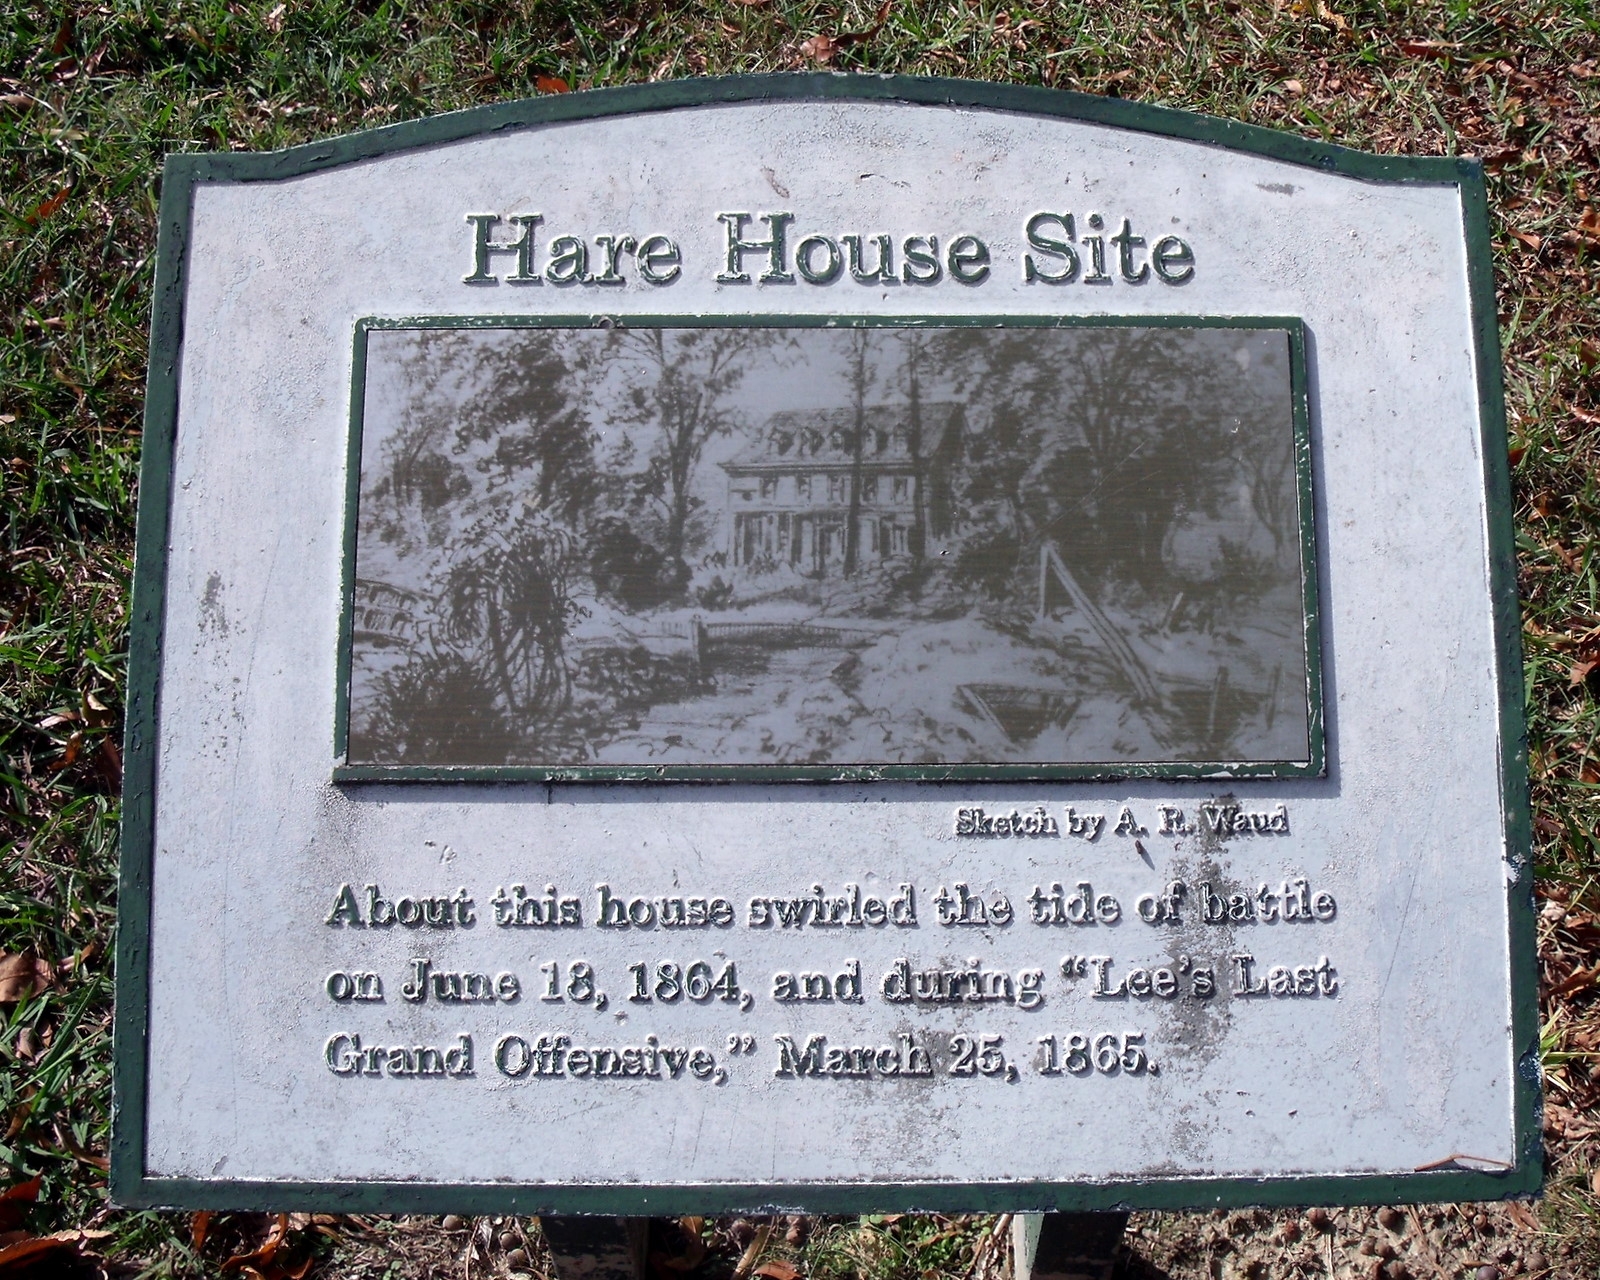 Hare House Site
Sketch by A. R. Waud
About this house swirled the tide of battle
on June 18, 1864, and during “Lee’s Last
Grand Offensive,” March 25, 1865.